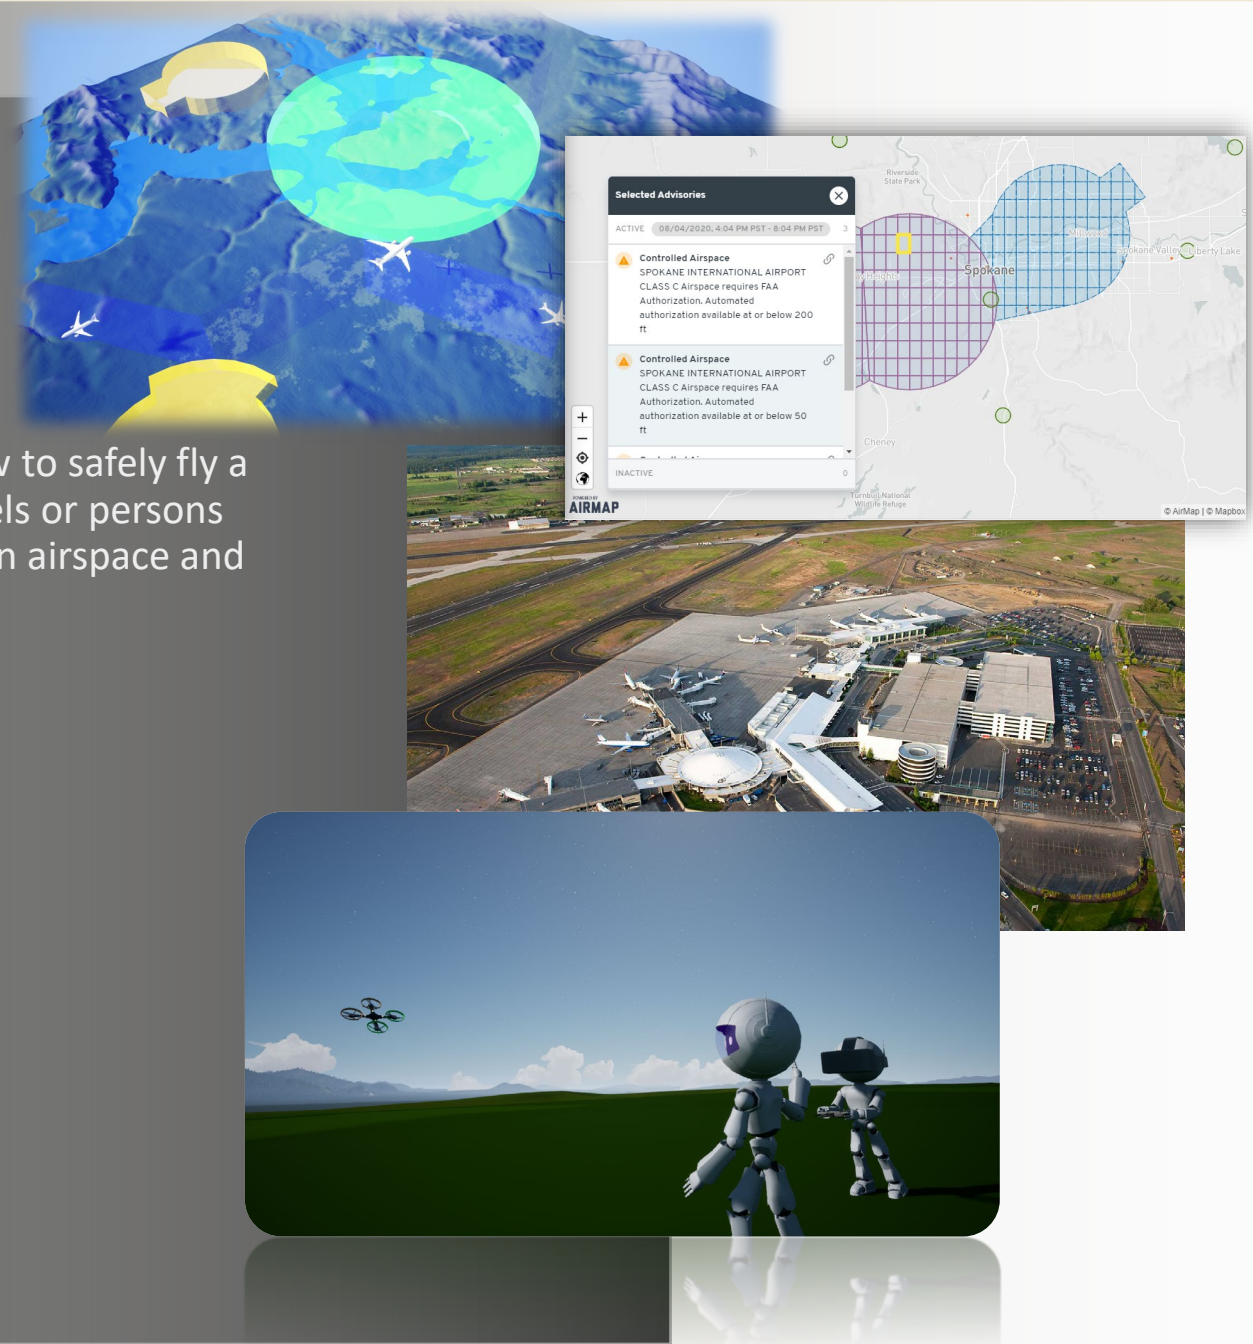 Riverside
State Park
Selected Advisories
ACTIVE 08/04/2020, 4:04 PM PST - 8:04 PM PST 3
Controlled Airspace
SPOKANE INTERNATIONAL AIRPORT
CLASS C Airspace requires FAA
Authorization. Automated
authorization available at or below 200
ft
Controlled Airspace
SPOKANE INTERNATIONAL AIRPORT
CLASS C Airspace requires FAA
Authorization. Automated
authorization available at or below 50
ft
INACTIVE 0
Millwood
Spokane Valley
Liberty Lake
Spokane
Cheney
Turnbull National
Wildlife Refuge
POWERED BY
AIRMAP
© AirMap | © Mapbox
to safely fly a
or persons
airspace and